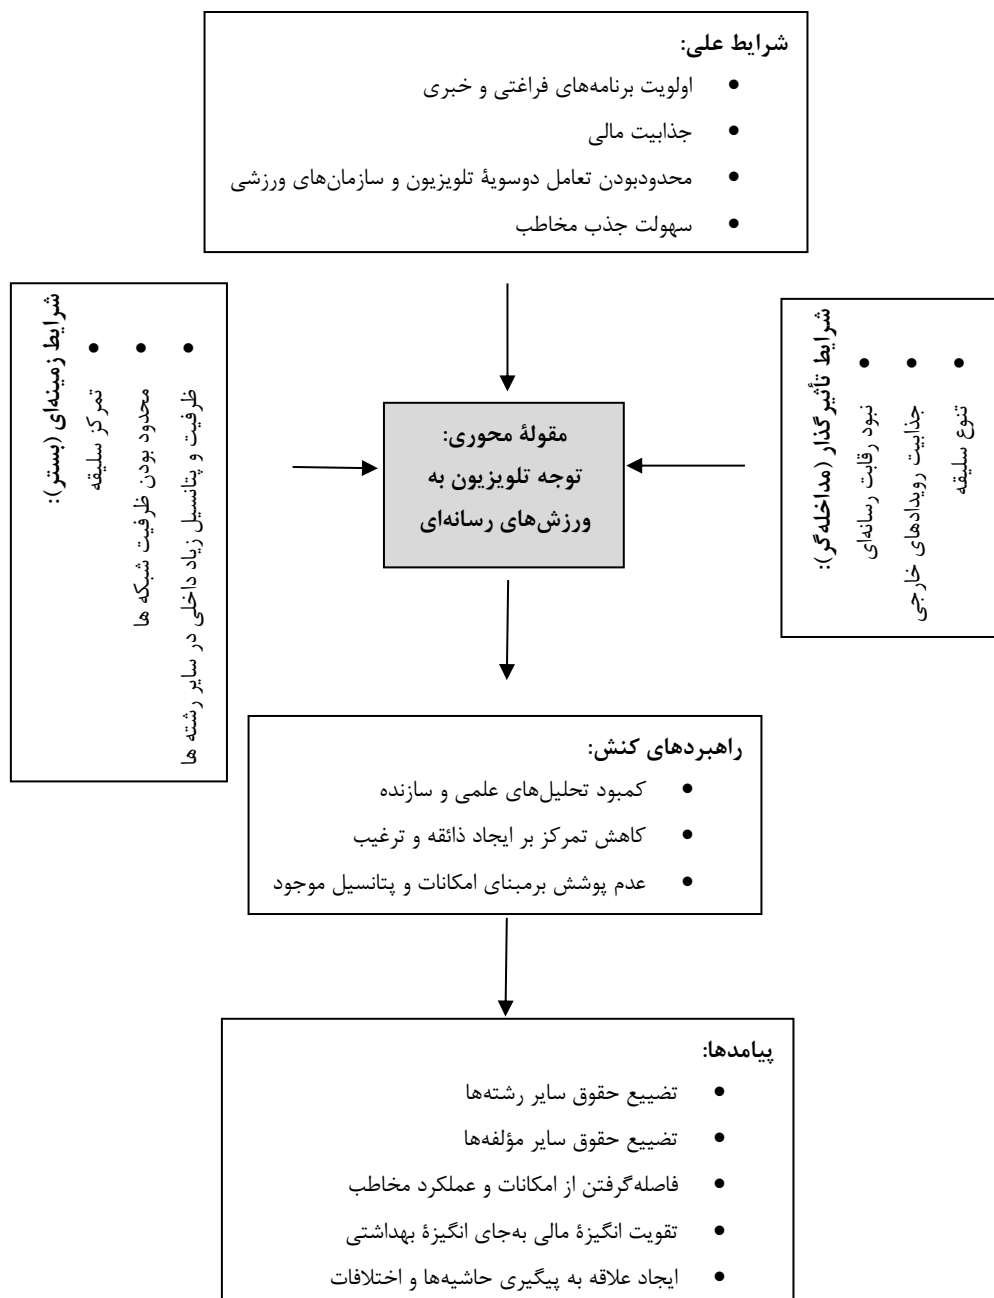 شرایط علی:
• اولویت برنامه‌های فراغتی و خبری
• جذابیت مالی
• محدودبودن تعامل دوسویۀ تلویزیون و سازمان‌های ورزشی
• سهولت جذب مخاطب
شرایط تأثیرگذار (مداخله‌گر):
• نبود رقابت رسانه‌ای
• جذابیت رویدادهای خارجی
• تنوع سلیقه
مقولۀ محوری:
توجه تلویزیون به
ورزش‌های رسانه‌ای
شرایط زمینه‌ای (بستر):
• تمرکز سلیقه
• محدود بودن ظرفیت شبکه ها
• ظرفیت و پتانسیل زیاد داخلی در سایر رشته ها
راهبردهای کنش:
• کمبود تحلیل‌های علمی و سازنده
• کاهش تمرکز بر ایجاد ذائقه و ترغیب
• عدم پوشش برمبنای امکانات و پتانسیل موجود
پیامدها:
• تضییع حقوق سایر رشته‌ها
• تضییع حقوق سایر مؤلفه‌ها
• فاصله‌گرفتن از امکانات و عملکرد مخاطب
• تقویت انگیزۀ مالی به‌جای انگیزۀ بهداشتی
• ایجاد علاقه به پیگیری حاشیه‌ها و اختلافات